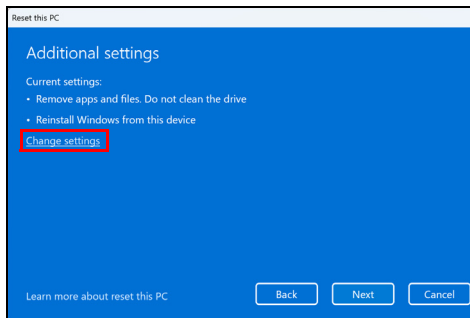 Reset this PC
Additional settings
Current settings:
• Remove apps and files. Do not clean the drive
• Reinstall Windows from this device
Change settings
Learn more about reset this PC
Back
Next
Cancel